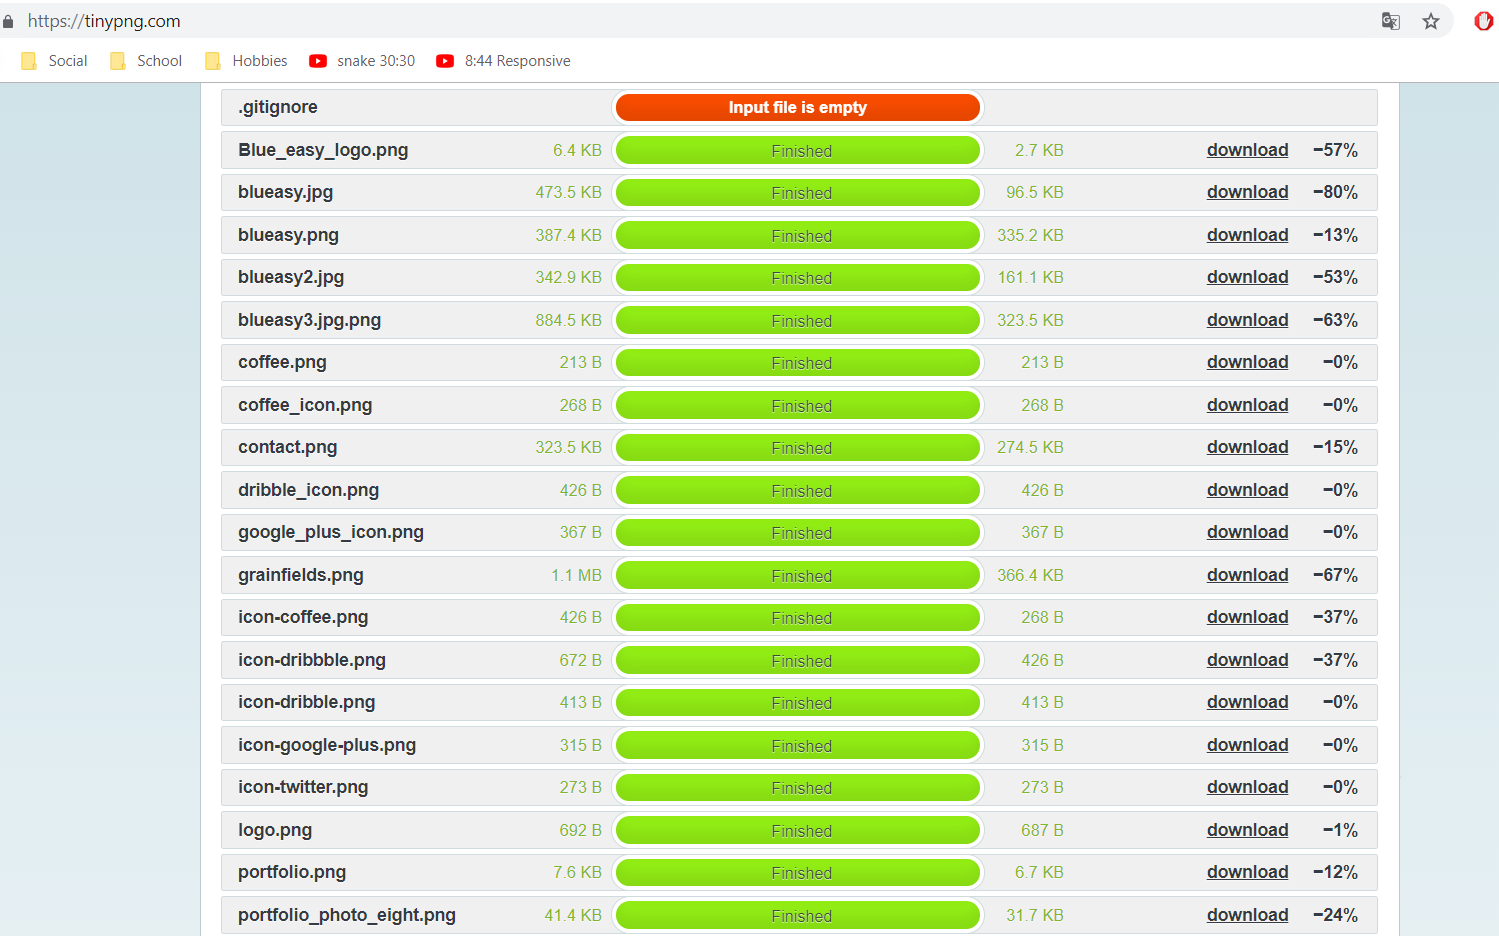 https://tinypng.com
Social School Hobbies snake 30:30 8:44 Responsive
.gitignore Input file is empty
Blue_easy_logo.png 6.4 KB Finished 2.7 KB download −57%
blueasy.jpg 473.5 KB Finished 96.5 KB download −80%
blueasy.png 387.4 KB Finished 335.2 KB download −13%
blueasy2.jpg 342.9 KB Finished 161.1 KB download −53%
blueasy3.jpg.png 884.5 KB Finished 323.5 KB download −63%
coffee.png 213 B Finished 213 B download −0%
coffee_icon.png 268 B Finished 268 B download −0%
contact.png 323.5 KB Finished 274.5 KB download −15%
dribble_icon.png 426 B Finished 426 B download −0%
google_plus_icon.png 367 B Finished 367 B download −0%
grainfields.png 1.1 MB Finished 366.4 KB download −67%
icon-coffee.png 426 B Finished 268 B download −37%
icon-dribbble.png 672 B Finished 426 B download −37%
icon-dribble.png 413 B Finished 413 B download −0%
icon-google-plus.png 315 B Finished 315 B download −0%
icon-twitter.png 273 B Finished 273 B download −0%
logo.png 692 B Finished 687 B download −1%
portfolio.png 7.6 KB Finished 6.7 KB download −12%
portfolio_photo_eight.png 41.4 KB Finished 31.7 KB download −24%